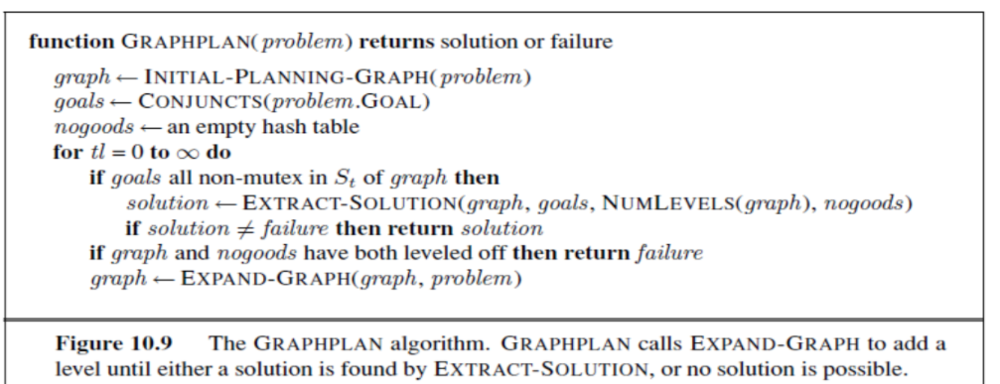 function GRAPHPLAN(problem) returns solution or failure
graph ← INITIAL-PLANNING-GRAPH(problem)
goals ← CONJUNCTS(problem.GOAL)
nogoods ← an empty hash table
for tl = 0 to ∞ do
if goals all non-mutex in St of graph then
solution ← EXTRACT-SOLUTION(graph, goals, NUMLEVELS(graph), nogoods)
if solution ≠ failure then return solution
if graph and nogoods have both leveled off then return failure
graph ← EXPAND-GRAPH(graph, problem)
Figure 10.9 The GRAPHPLAN algorithm. GRAPHPLAN calls EXPAND-GRAPH to add a
level until either a solution is found by EXTRACT-SOLUTION, or no solution is possible.